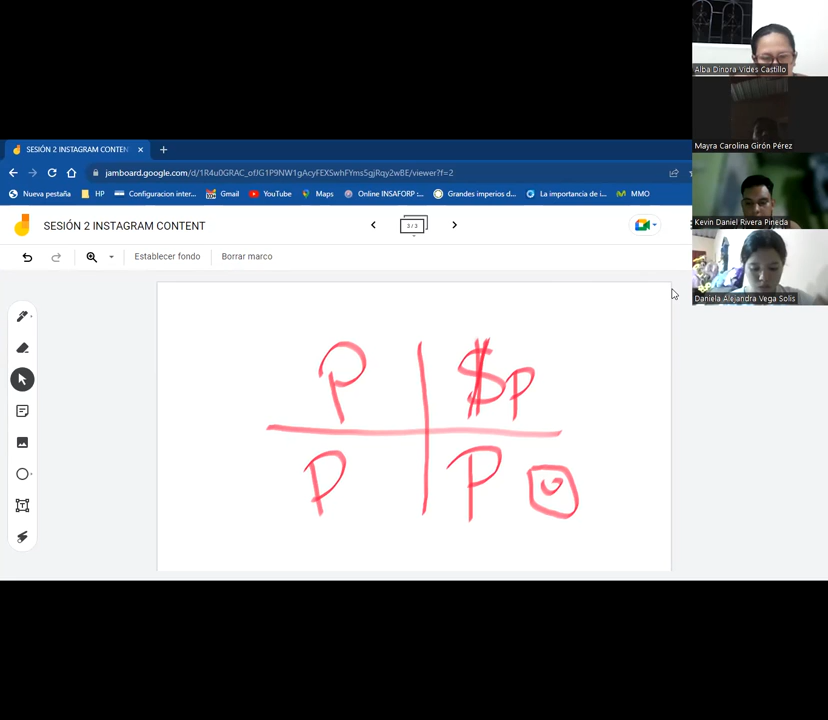 Alba Dinora Vides Castillo
Mayra Carolina Girón Pérez
SESIÓN 2 INSTAGRAM CONTEN
jamboard.google.com/d/1R4u0GRAC_ofJG1P9NW1gAcyFEXSwhFYms5gjRqy2wBE/viewer?f=2
Nueva pestaña HP Configuracion inter... Gmail YouTube Maps Online INSAFORP... Grandes imperios d... La importancia de i... MMO
Kevin Daniel Rivera Pineda
SESIÓN 2 INSTAGRAM CONTENT
3 / 3
Establecer fondo Borrar marco
Daniela Alejandra Vega Solis
P $P
P P